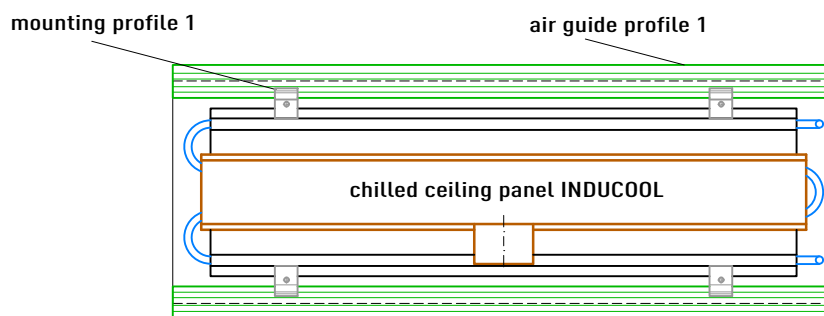 mounting profile 1
air guide profile 1
chilled ceiling panel INDUCOOL